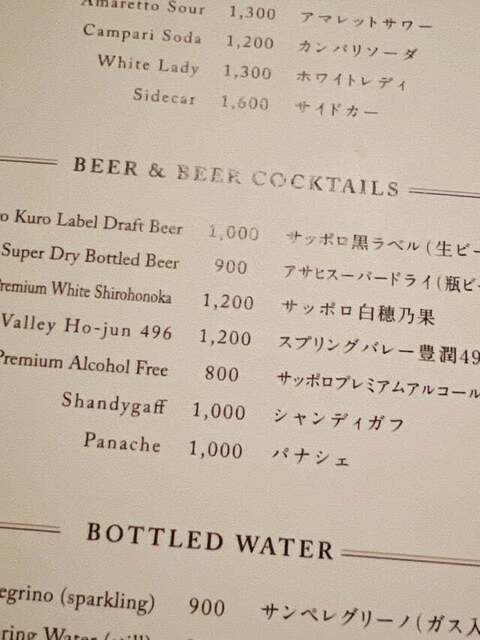 Amaretto Sour 1,300 アマレットサワー
Campari Soda 1,200 カンパリソーダ
White Lady 1,300 ホワイトレディ
Sidecar 1,600 サイドカー
BEER & BEER COCKTAILS
o Kuro Label Draft Beer 1,000 サッポロ黒ラベル(生ビー
Super Dry Bottled Beer 900 アサヒスーパードライ(瓶ビー
Premium White Shirohonoka 1,200 サッポロ白穂乃果
Valley Ho-jun 496 1,200 スプリングバレー豊潤49
Premium Alcohol Free 800 サッポロプレミアムアルコール
Shandygaff 1,000 シャンディガフ
Panache 1,000 パナシェ
BOTTLED WATER
egrino (sparkling) 900 サンペレグリーノ(ガス入
ring Water (still)